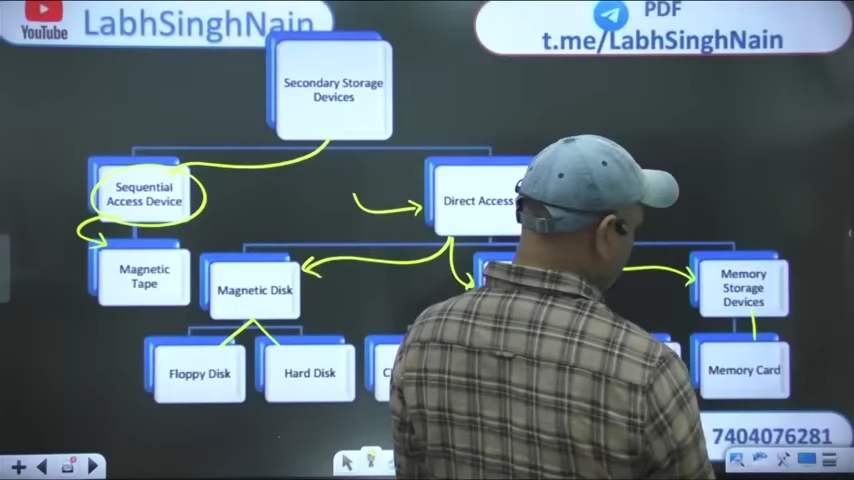 YouTube
LabhSinghNain
PDF
t.me/LabhSinghNain
Secondary Storage
Devices
Sequential
Access Device
Direct Access
Magnetic
Tape
Magnetic Disk
Memory
Storage
Devices
Floppy Disk
Hard Disk
Memory Card
7404076281